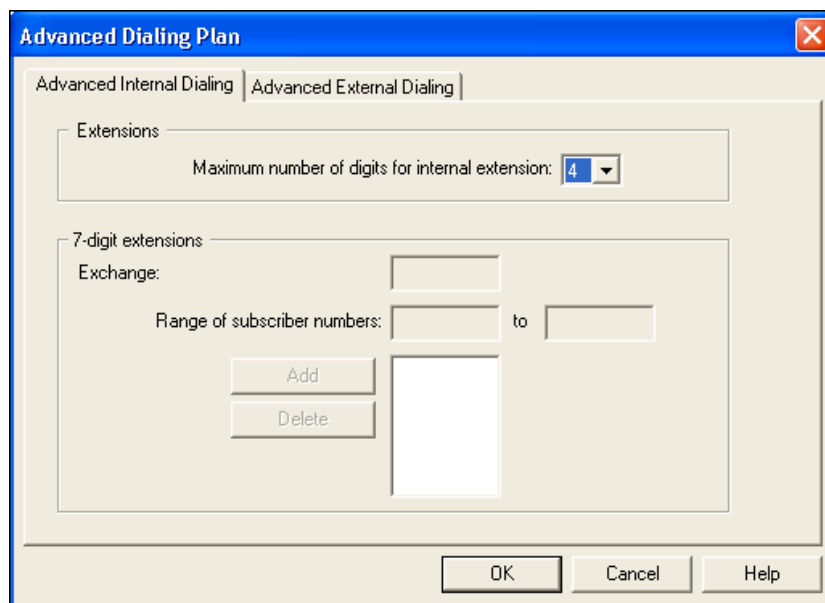 Advanced Dialing Plan
Advanced Internal Dialing
Advanced External Dialing
Extensions
Maximum number of digits for internal extension: 4
7-digit extensions
Exchange:
Range of subscriber numbers: to
Add
Delete
OK
Cancel
Help